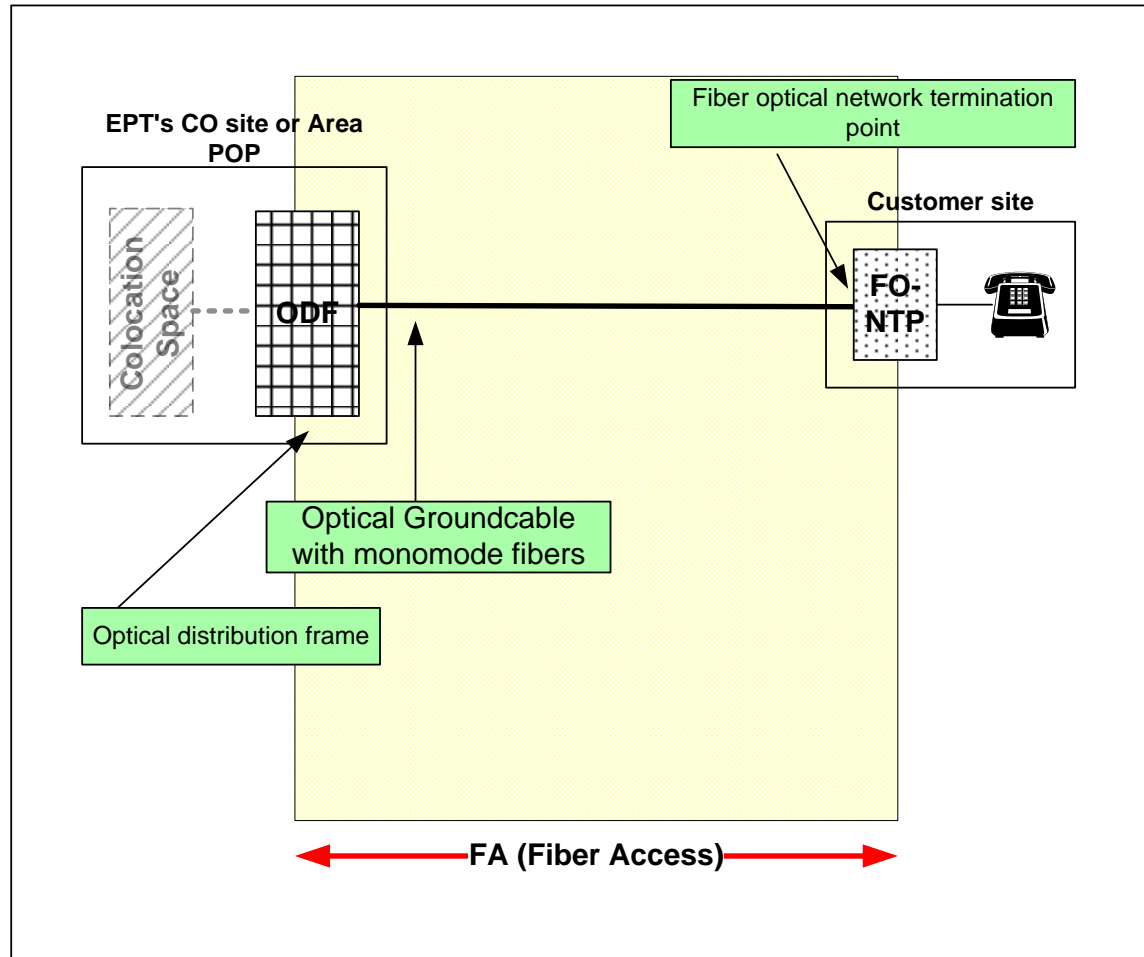 Fiber optical network termination
point
EPT's CO site or Area
POP
Customer site
Colocation
Space
ODF
FO-
NTP
Optical Groundcable
with monomode fibers
Optical distribution frame
FA (Fiber Access)